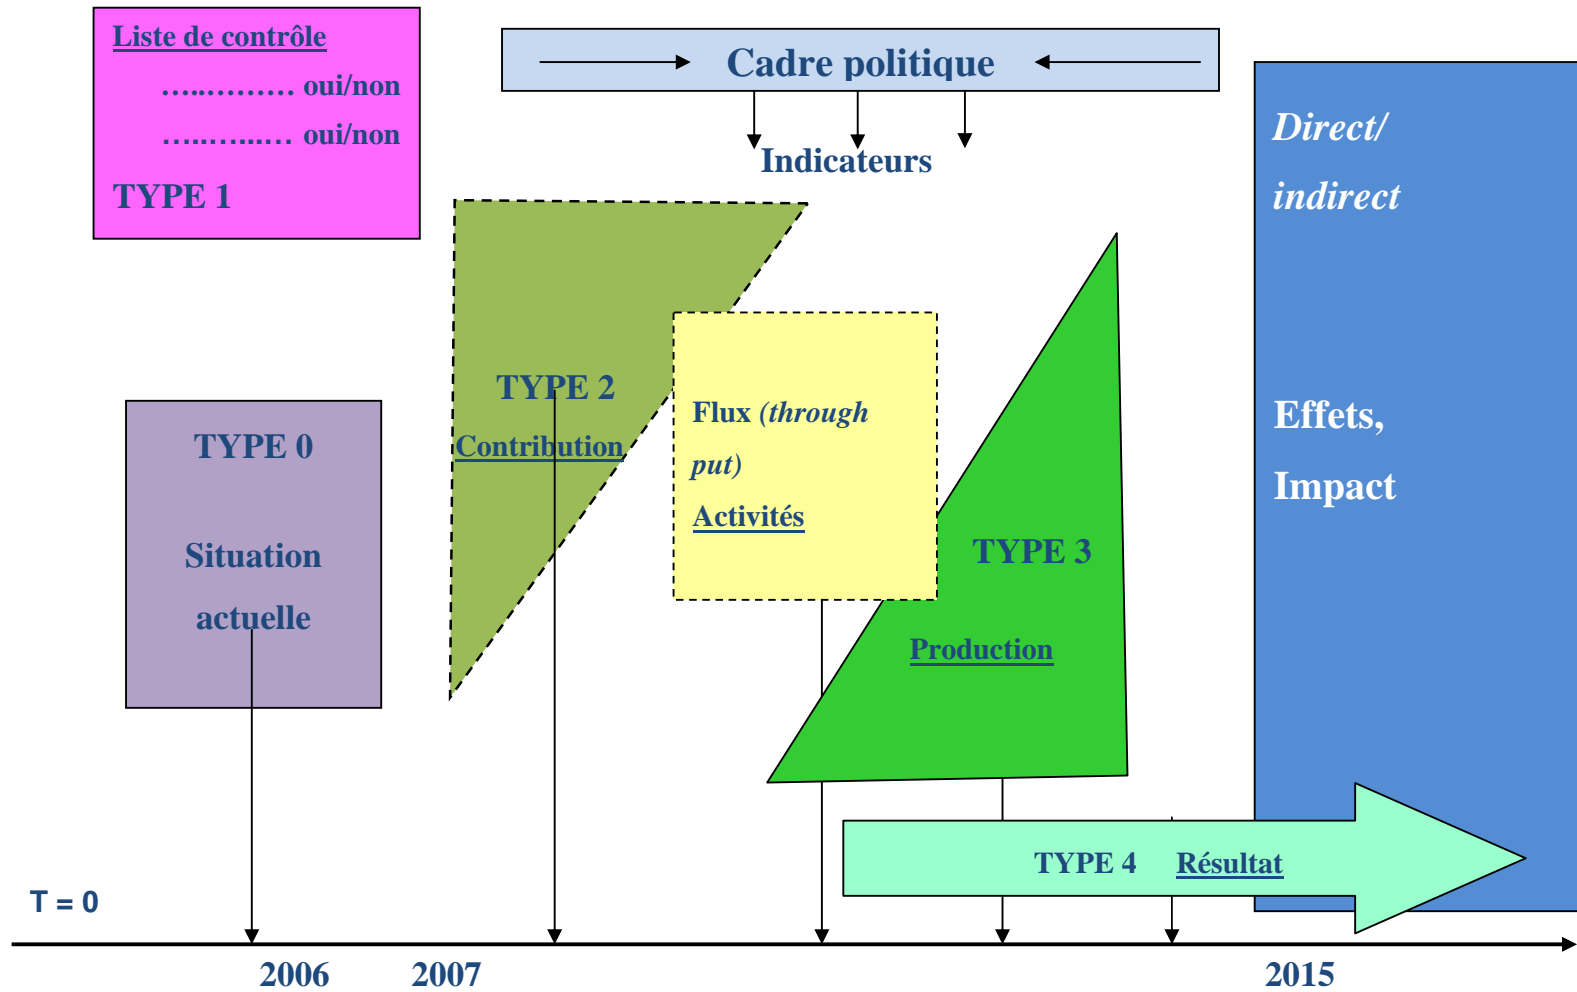 Liste de contrôle
…...……… oui/non
…..…...… oui/non
TYPE 1
Cadre politique
Indicateurs
Direct/
indirect
Effets,
Impact
TYPE 0
Situation
actuelle
TYPE 2
Contribution
Flux (through
put)
Activités
TYPE 3
Production
TYPE 4 Résultat
T = 0
2006 2007 2015